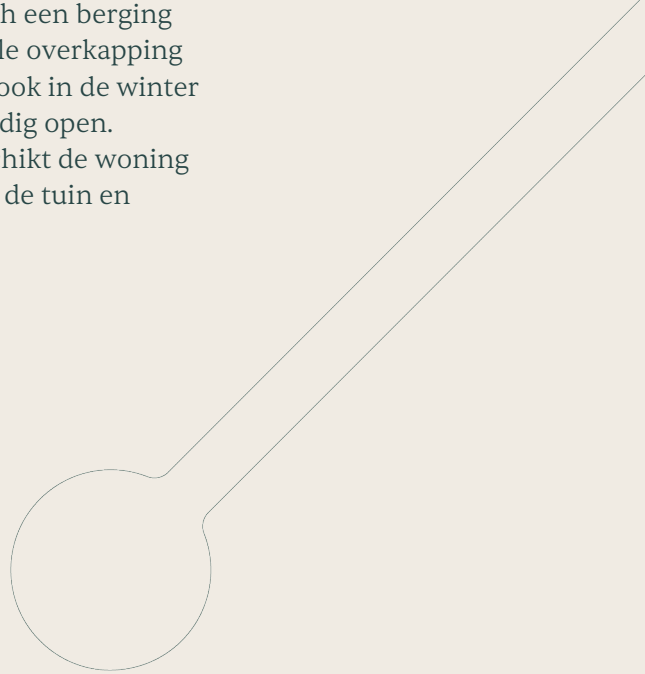 h een berging
le overkapping
ook in de winter
dig open.
hikt de woning
de tuin en